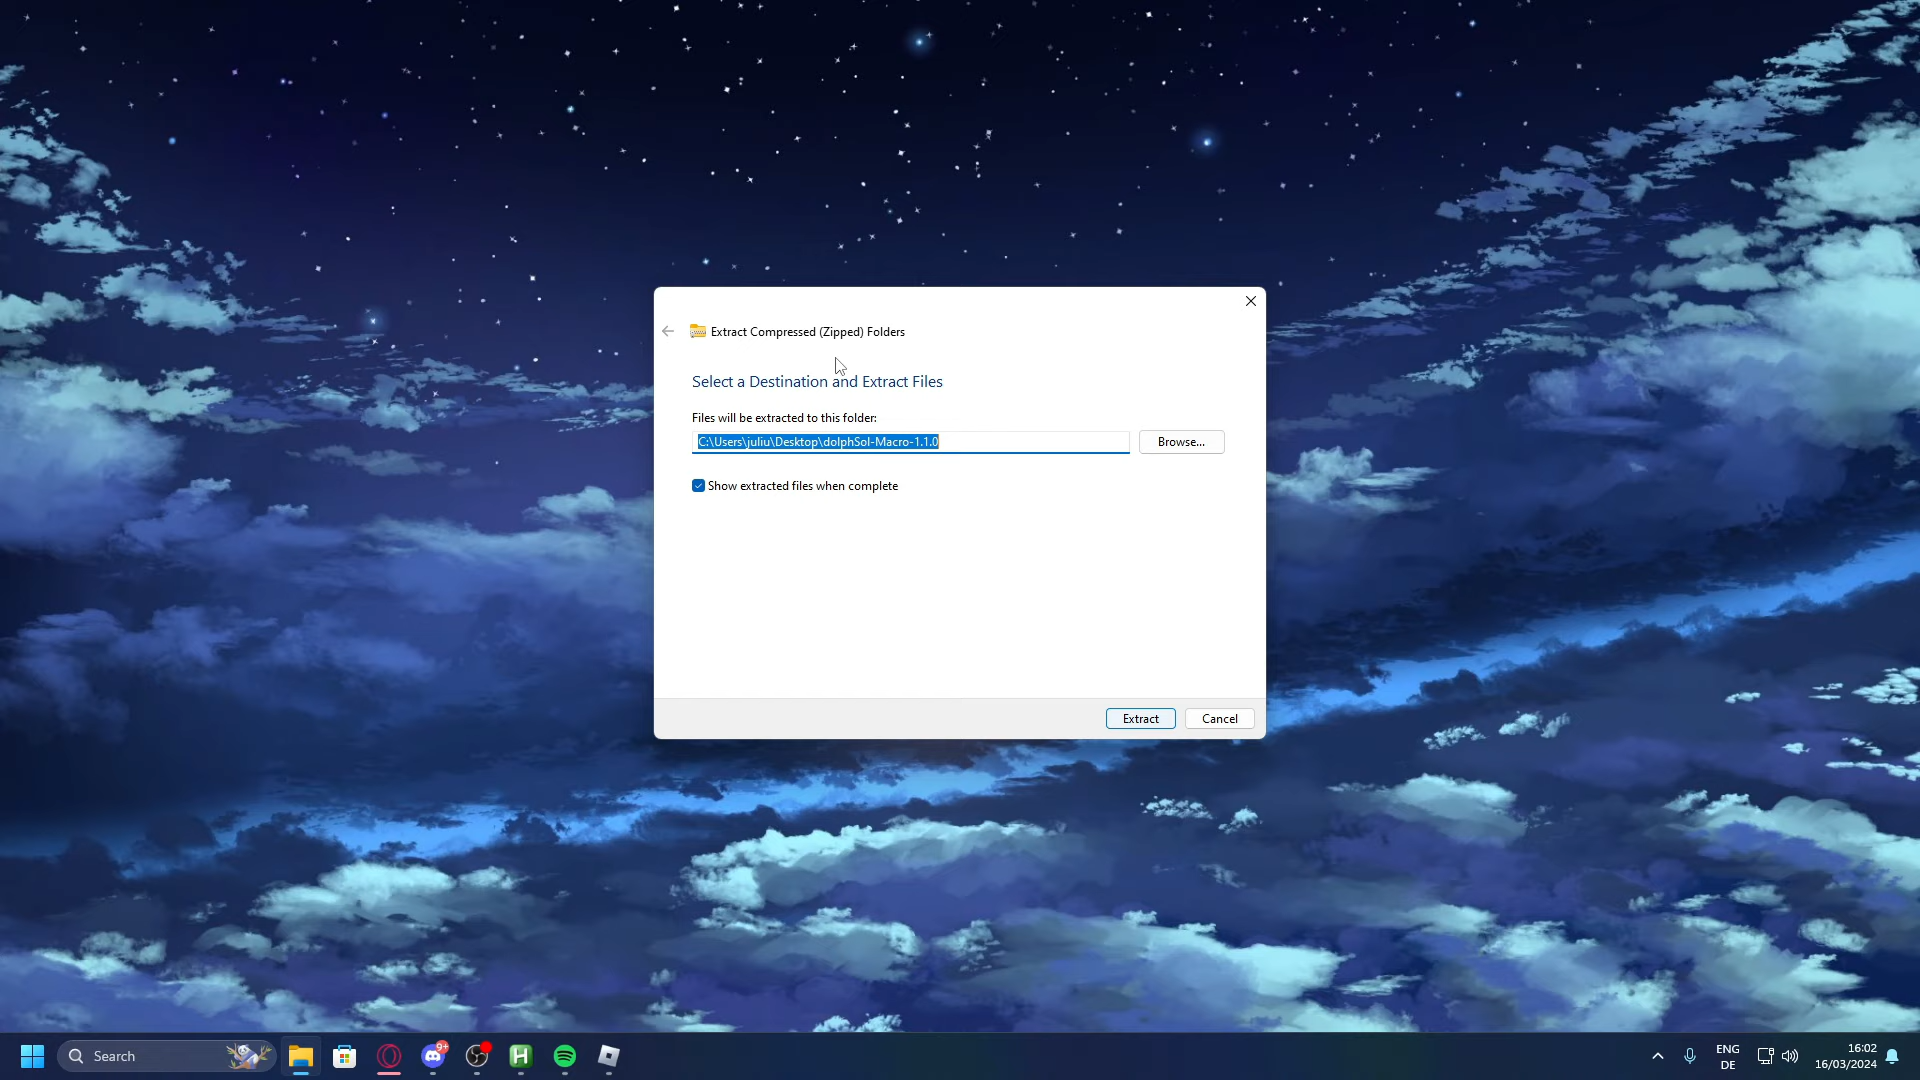 Extract Compressed (Zipped) Folders
Select a Destination and Extract Files
Files will be extracted to this folder:
C:\Users\juliu\Desktop\dolphSol-Macro-1.1.0
Browse...
Show extracted files when complete
Extract
Cancel
Search
9+
H
ENG
DE
16:02
16/03/2024